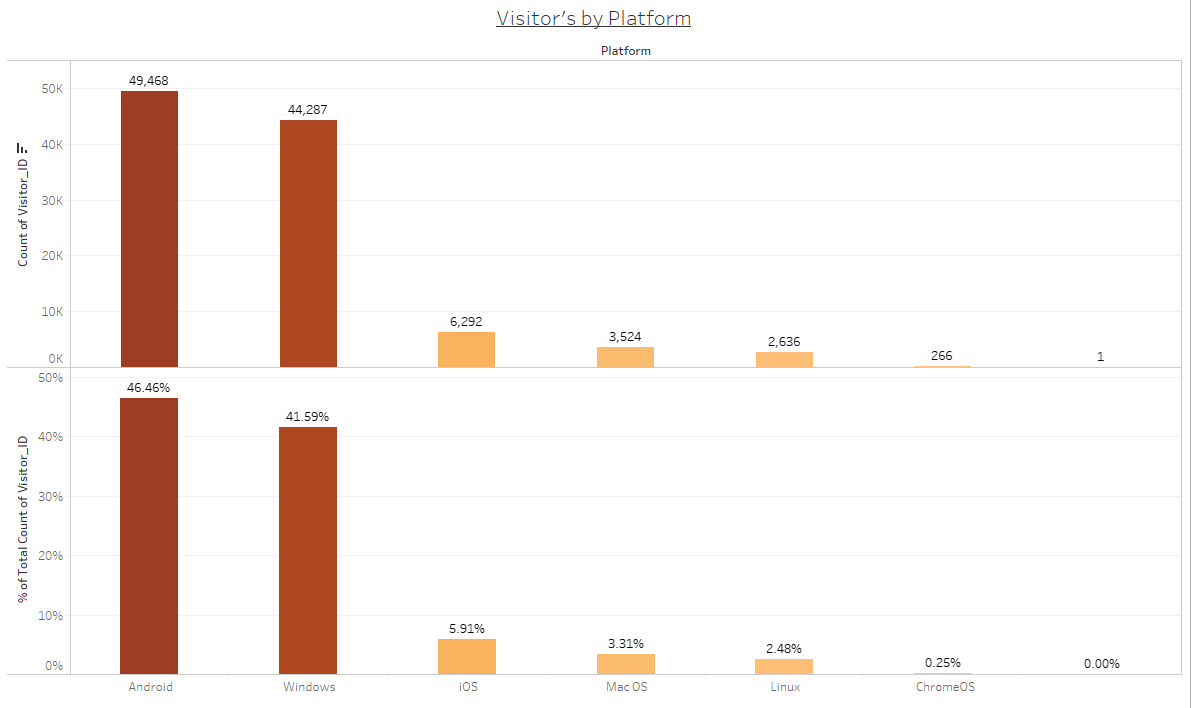 Visitor's by Platform
Platform
Count of Visitor_ID
50K
40K
30K
20K
10K
0K
49,468
44,287
6,292
3,524
2,636
266
1
% of Total Count of Visitor_ID
50%
40%
30%
20%
10%
0%
46.46%
41.59%
5.91%
3.31%
2.48%
0.25%
0.00%
Android Windows iOS Mac OS Linux ChromeOS